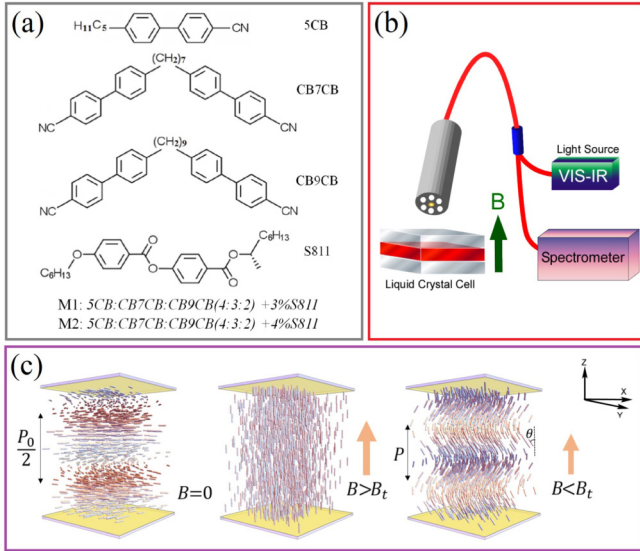 (a)
H₁₁C₅
CN
5CB
(CH₂)₇
CB7CB
NC
CN
(CH₂)₉
CB9CB
NC
CN
C₆H₁₃
S811
O
O
O
C₆H₁₃
O
O
O
M1: 5CB:CB7CB:CB9CB(4:3:2) +3%S811
M2: 5CB:CB7CB:CB9CB(4:3:2) +4%S811
(b)
Light Source
VIS-IR
B
Spectrometer
Liquid Crystal Cell
(c)
P₀/2
B=0
B>Bₜ
P
θ
B<Bₜ
Z
X
Y